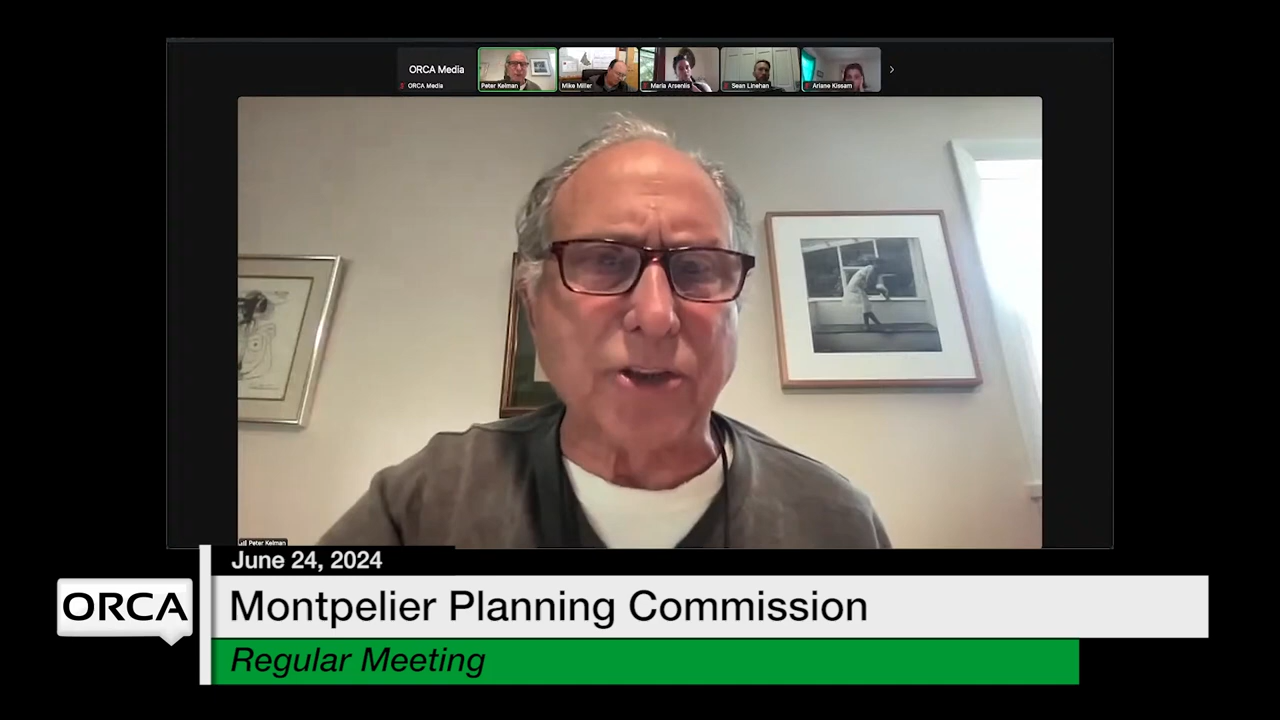 ORCA Media
ORCA Media
Peter Kelman
Mike Miller
Maria Arsenlis
Sean Linehan
Ariane Kissam
Peter Kelman
June 24, 2024
ORCA
Montpelier Planning Commission
Regular Meeting